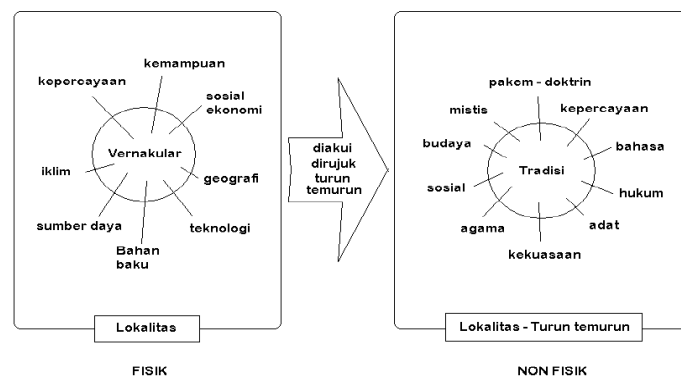 kemampuan
kepercayaan
sosial
ekonomi
Vernakular
iklim
geografi
sumber daya
teknologi
Bahan
baku
Lokalitas
FISIK
diakui
dirujuk
turun
temurun
pakem - doktrin
mistis
kepercayaan
budaya
bahasa
Tradisi
sosial
hukum
agama
adat
kekuasaan
Lokalitas - Turun temurun
NON FISIK